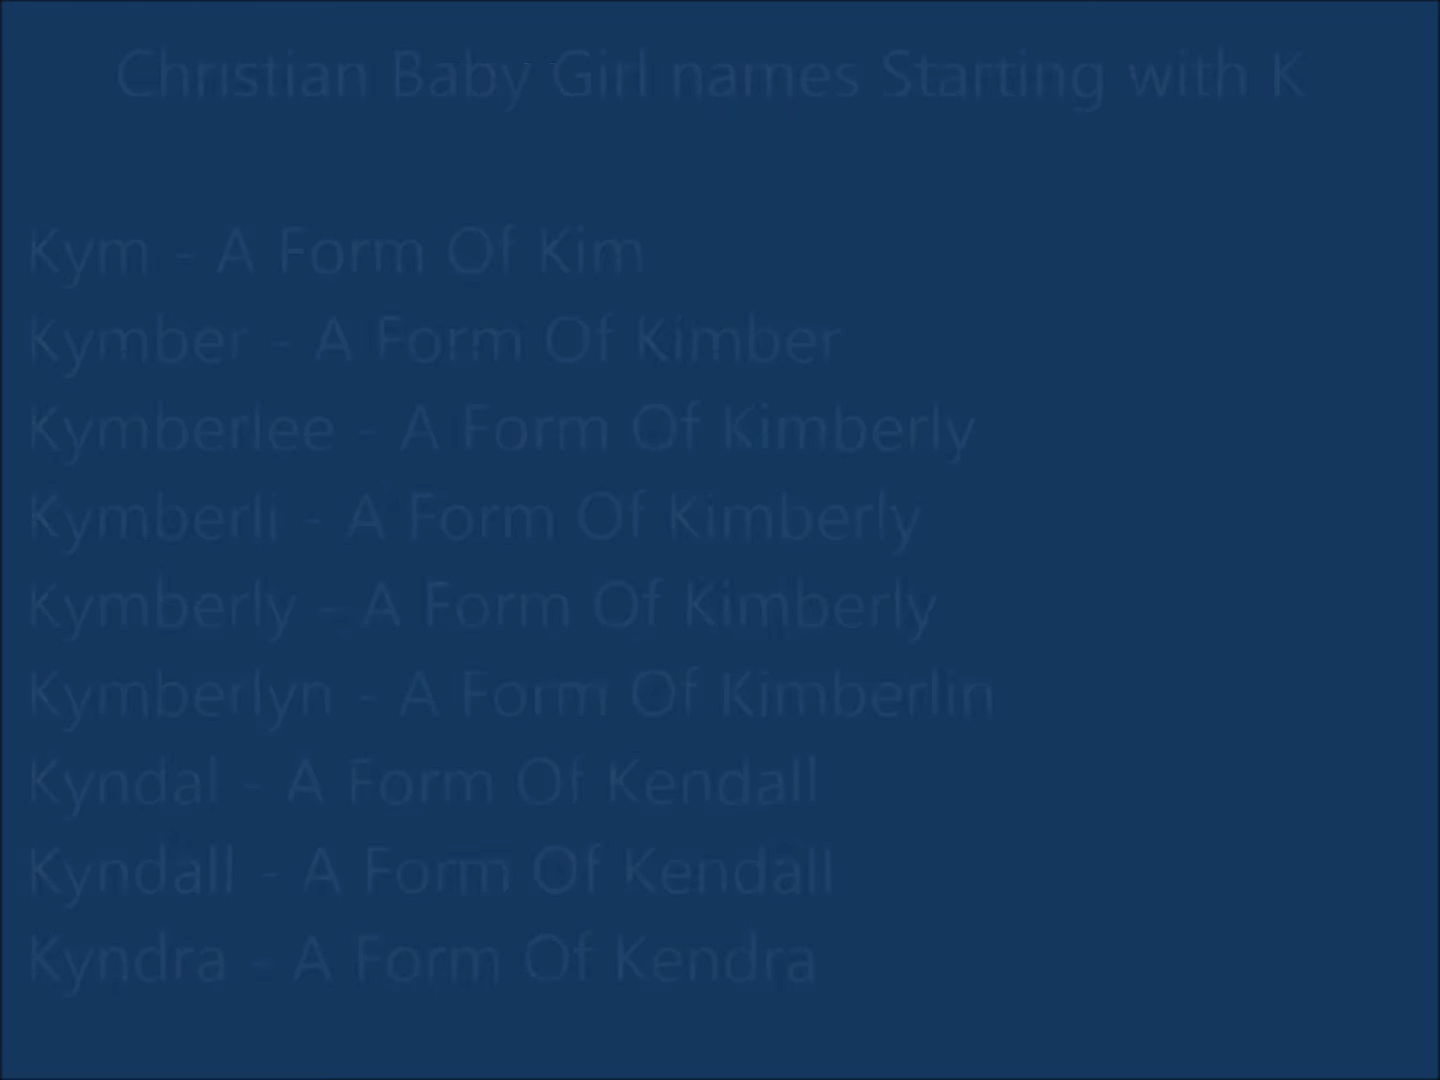 Christian Baby Girl names Starting with K
Kym - A Form Of Kim
Kymber - A Form Of Kimber
Kymberlee - A Form Of Kimberly
Kymberli - A Form Of Kimberly
Kymberly - A Form Of Kimberly
Kymberlyn - A Form Of Kimberlin
Kyndal - A Form Of Kendall
Kyndall - A Form Of Kendall
Kyndra - A Form Of Kendra